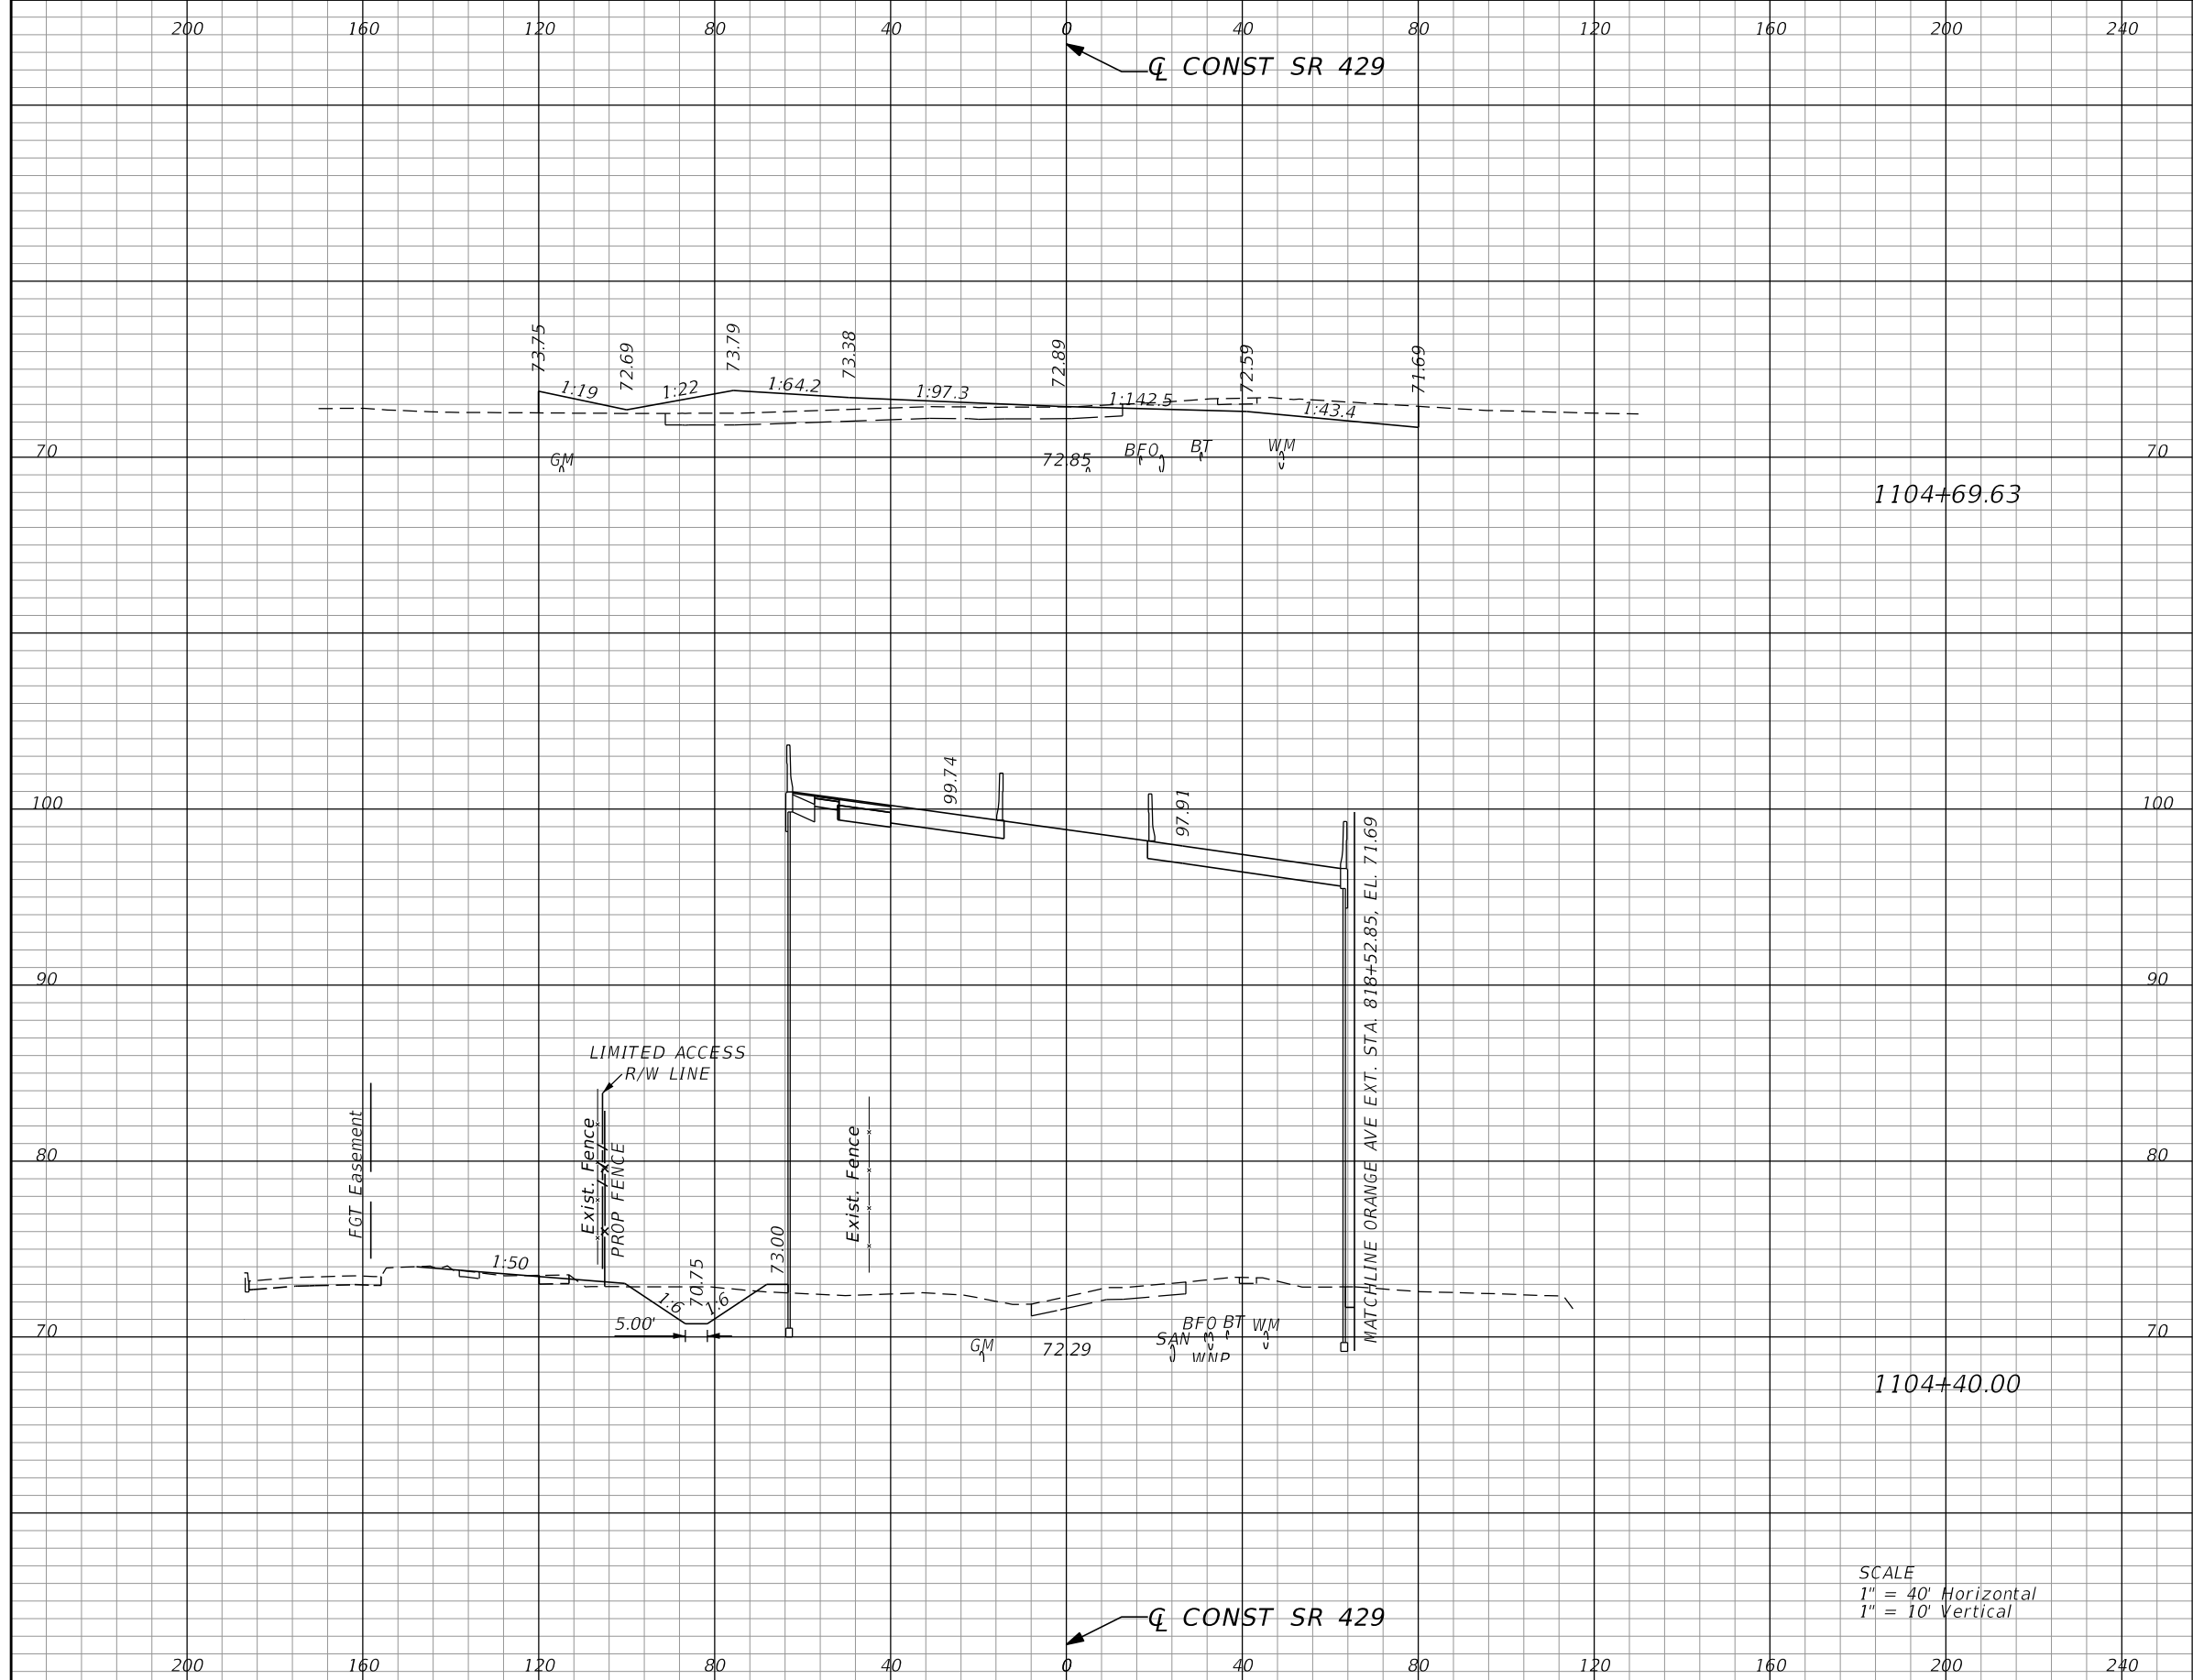 200 160 120 80 40 0 40 80 120 160 200 240
℄ CONST SR 429
73.75
72.69
73.79
73.38
72.89
72.59
71.69
1:19
1:22
1:64.2
1:97.3
1:142.5
1:43.4
70
GM
72.85
BFO
BT
WM
70
1104+69.63
99.74
97.91
100
100
MATCHLINE ORANGE AVE EXT. STA. 818+52.85, EL. 71.69
90
90
LIMITED ACCESS
R/W LINE
FGT Easement
Exist. Fence
PROP FENCE
Exist. Fence
80
80
73.00
1:50
1:6
70.75
1:6
5.00'
70
GM
72.29
SAN
BFO
BT
WM
WNP
70
1104+40.00
SCALE
1" = 40' Horizontal
1" = 10' Vertical
℄ CONST SR 429
200 160 120 80 40 0 40 80 120 160 200 240